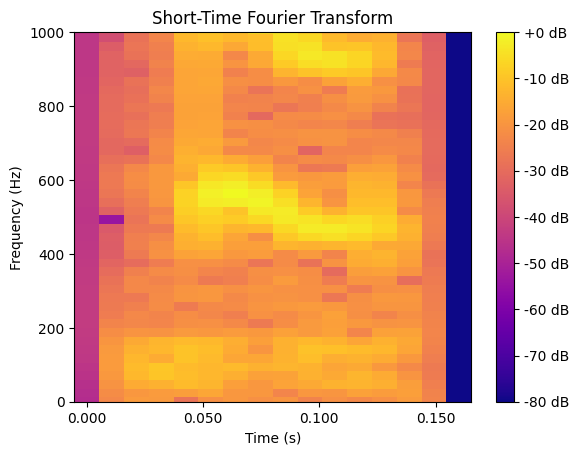 Short-Time Fourier Transform
1000
800
600
400
200
0
Frequency (Hz)
0.000
0.050
0.100
0.150
Time (s)
+0 dB
-10 dB
-20 dB
-30 dB
-40 dB
-50 dB
-60 dB
-70 dB
-80 dB